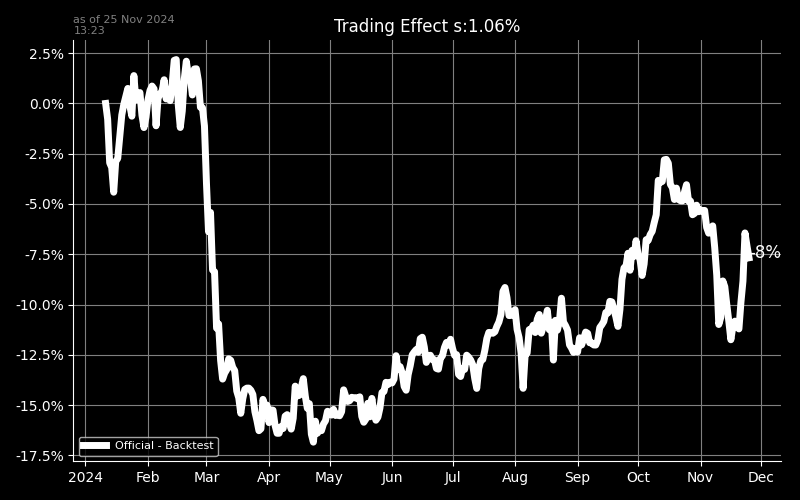 as of 25 Nov 2024
13:23
Trading Effect s:1.06%
2.5%
0.0%
-2.5%
-5.0%
-7.5%
-10.0%
-12.5%
-15.0%
-17.5%
-8%
Official - Backtest
2024 Feb Mar Apr May Jun Jul Aug Sep Oct Nov Dec